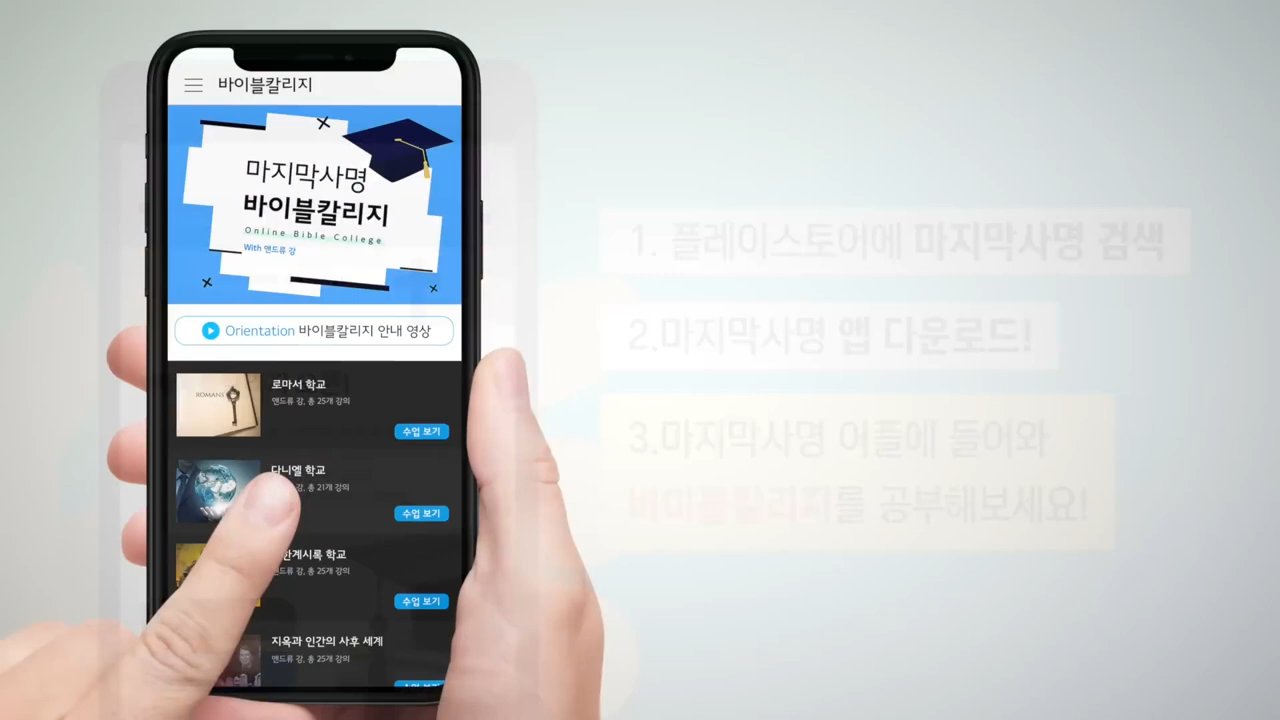 바이블칼리지
마지막사명
바이블칼리지
Online Bible College
With 앤드류 강
Orientation 바이블칼리지 안내 영상
ROMANS
로마서 학교
앤드류 강, 총 25개 강의
수업 보기
다니엘 학교
강, 총 21개 강의
수업 보기
한계시록 학교
드류 강, 총 25개 강의
수업 보기
지옥과 인간의 사후 세계
앤드류 강, 총 25개 강의
1. 플레이스토어에 마지막사명 검색
2.마지막사명 앱 다운로드!
3.마지막사명 어플에 들어와
바이블칼리지를 공부해보세요!